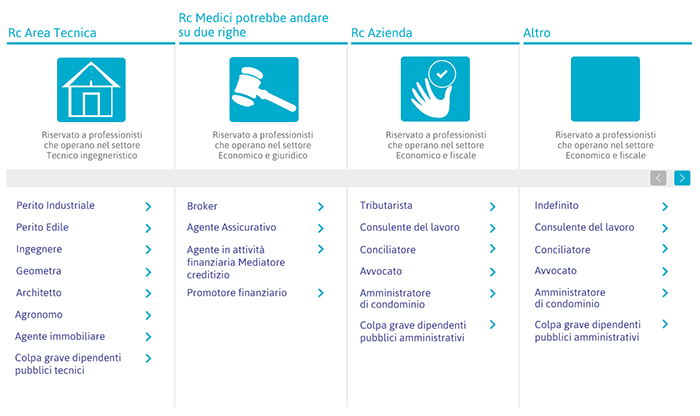 Rc Area Tecnica
Rc Medici potrebbe andare
su due righe
Rc Azienda
Altro
Riservato a professionisti
che operano nel settore
Tecnico ingegneristico
Riservato a professionisti
che operano nel settore
Economico e giuridico
Riservato a professionisti
che operano nel settore
Economico e fiscale
Riservato a professionisti
che operano nel settore
Economico e fiscale
Perito Industriale
Perito Edile
Ingegnere
Geometra
Architetto
Agronomo
Agente immobiliare
Colpa grave dipendenti
pubblici tecnici
Broker
Agente Assicurativo
Agente in attività
finanziaria Mediatore
creditizio
Promotore finanziario
Tributarista
Consulente del lavoro
Conciliatore
Avvocato
Amministratore
di condominio
Colpa grave dipendenti
pubblici amministrativi
Indefinito
Consulente del lavoro
Conciliatore
Avvocato
Amministratore
di condominio
Colpa grave dipendenti
pubblici amministrativi